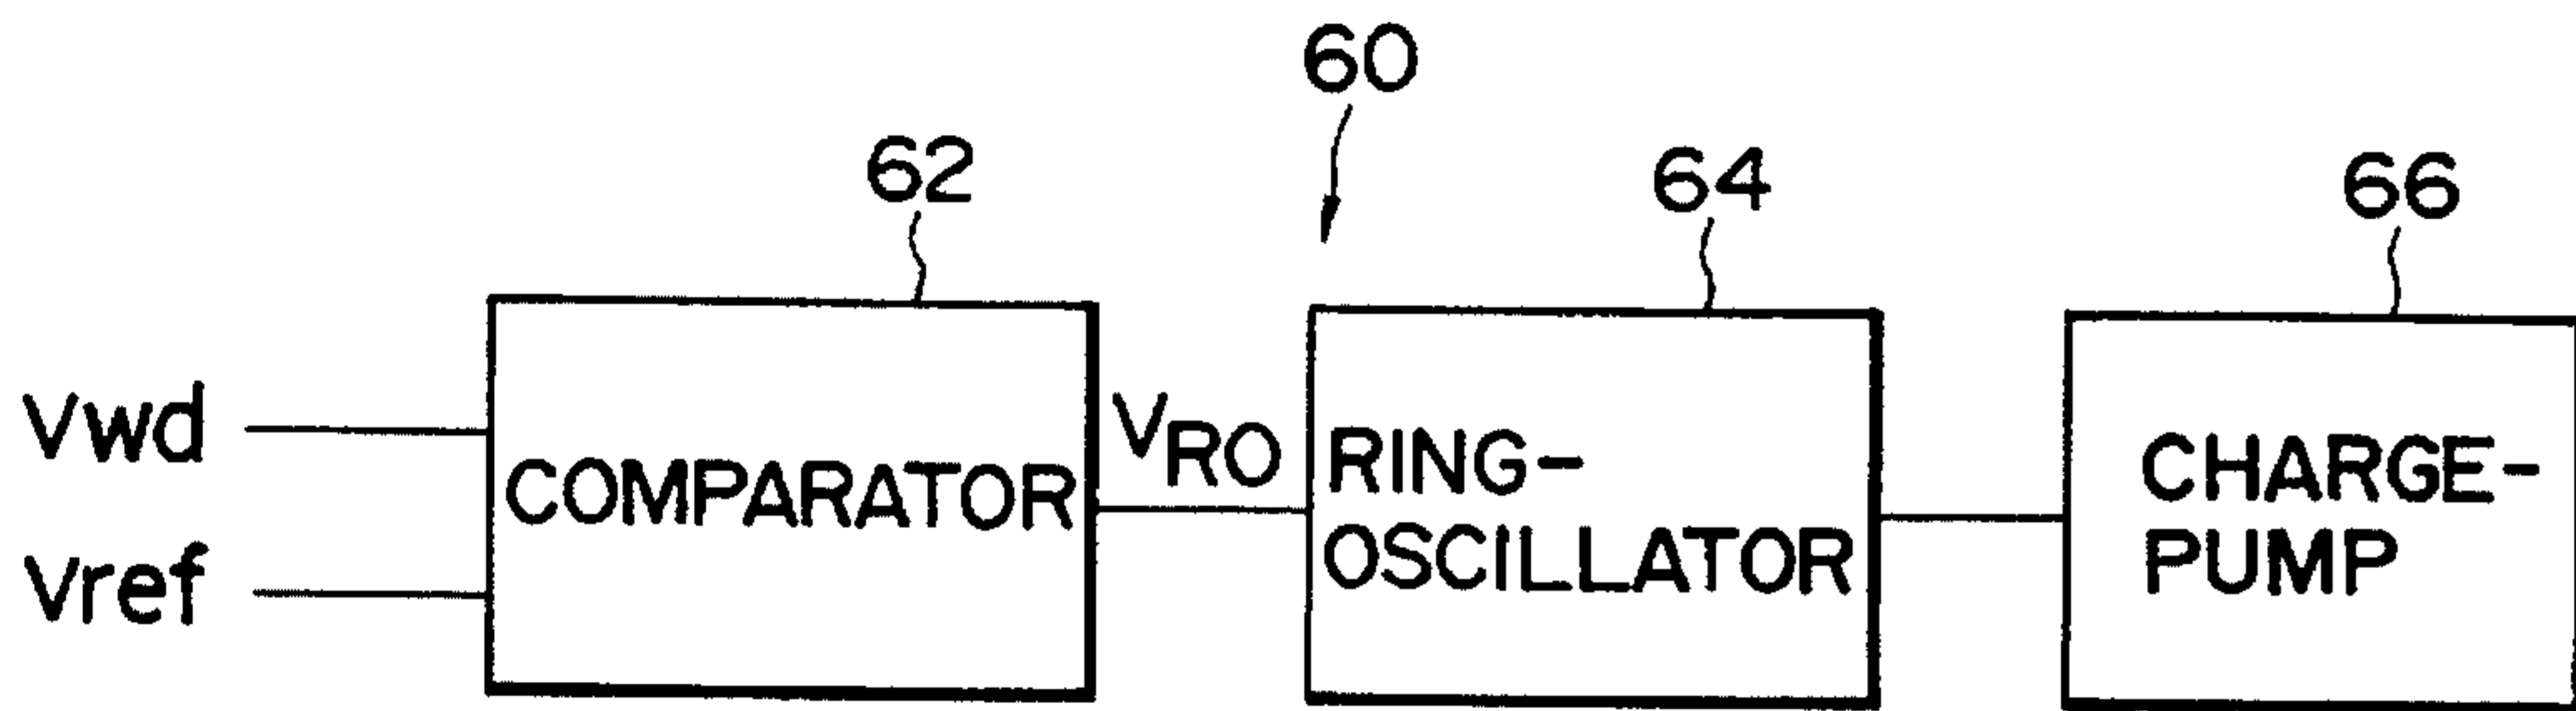 60
62
64
66
Vwd
Vref
COMPARATOR
VRO
RING-
OSCILLATOR
CHARGE-
PUMP